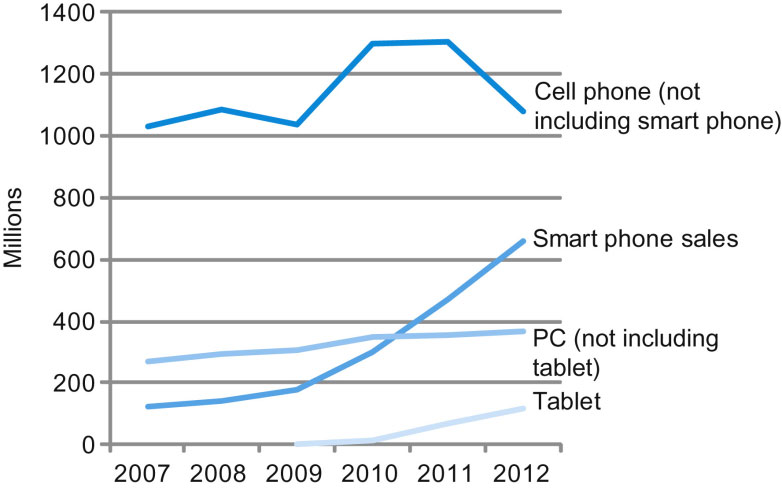 1400
1200
1000
800
600
400
200
0
Millions
2007 2008 2009 2010 2011 2012
Cell phone (not
including smart phone)
Smart phone sales
PC (not including
tablet)
Tablet